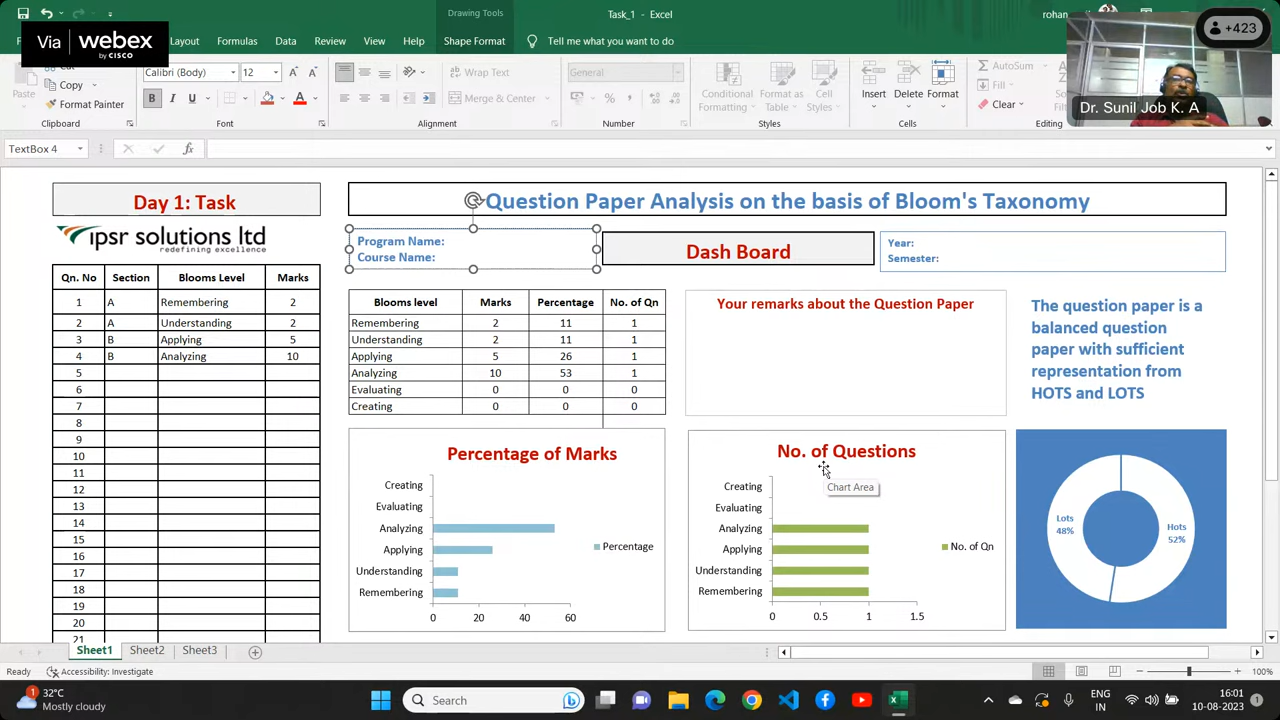 Drawing Tools
Task_1 - Excel
rohan
Via webex
by CISCO
Layout
Formulas
Data
Review
View
Help
Shape Format
Tell me what you want to do
+423
Dr. Sunil Job K. A
Paste
Copy
Format Painter
Clipboard
Calibri (Body)
12
A A
B I U
Font
Wrap Text
Merge & Center
Alignment
General
Number
Conditional Formatting
Format as Table
Cell Styles
Styles
Insert
Delete
Format
Cells
AutoSum
Fill
Clear
Editing
TextBox 4
fx
Day 1: Task
ipsr solutions ltd
redefining excellence
Question Paper Analysis on the basis of Bloom's Taxonomy
Program Name:
Course Name:
Dash Board
Year:
Semester:
Qn. No Section Blooms Level Marks
1 A Remembering 2
2 A Understanding 2
3 B Applying 5
4 B Analyzing 10
5
6
7
8
9
10
11
12
13
14
15
16
17
18
19
20
21
Blooms level Marks Percentage No. of Qn
Remembering 2 11 1
Understanding 2 11 1
Applying 5 26 1
Analyzing 10 53 1
Evaluating 0 0 0
Creating 0 0 0
Your remarks about the Question Paper
The question paper is a
balanced question
paper with sufficient
representation from
HOTS and LOTS
Percentage of Marks
Creating
Evaluating
Analyzing
Applying
Understanding
Remembering
0 20 40 60
Percentage
No. of Questions
Chart Area
Creating
Evaluating
Analyzing
Applying
Understanding
Remembering
0 0.5 1 1.5
No. of Qn
Lots
48%
Hots
52%
Sheet1
Sheet2
Sheet3
Ready
Accessibility: Investigate
100%
1
32°C
Mostly cloudy
Search
ENG
IN
16:01
10-08-2023
1